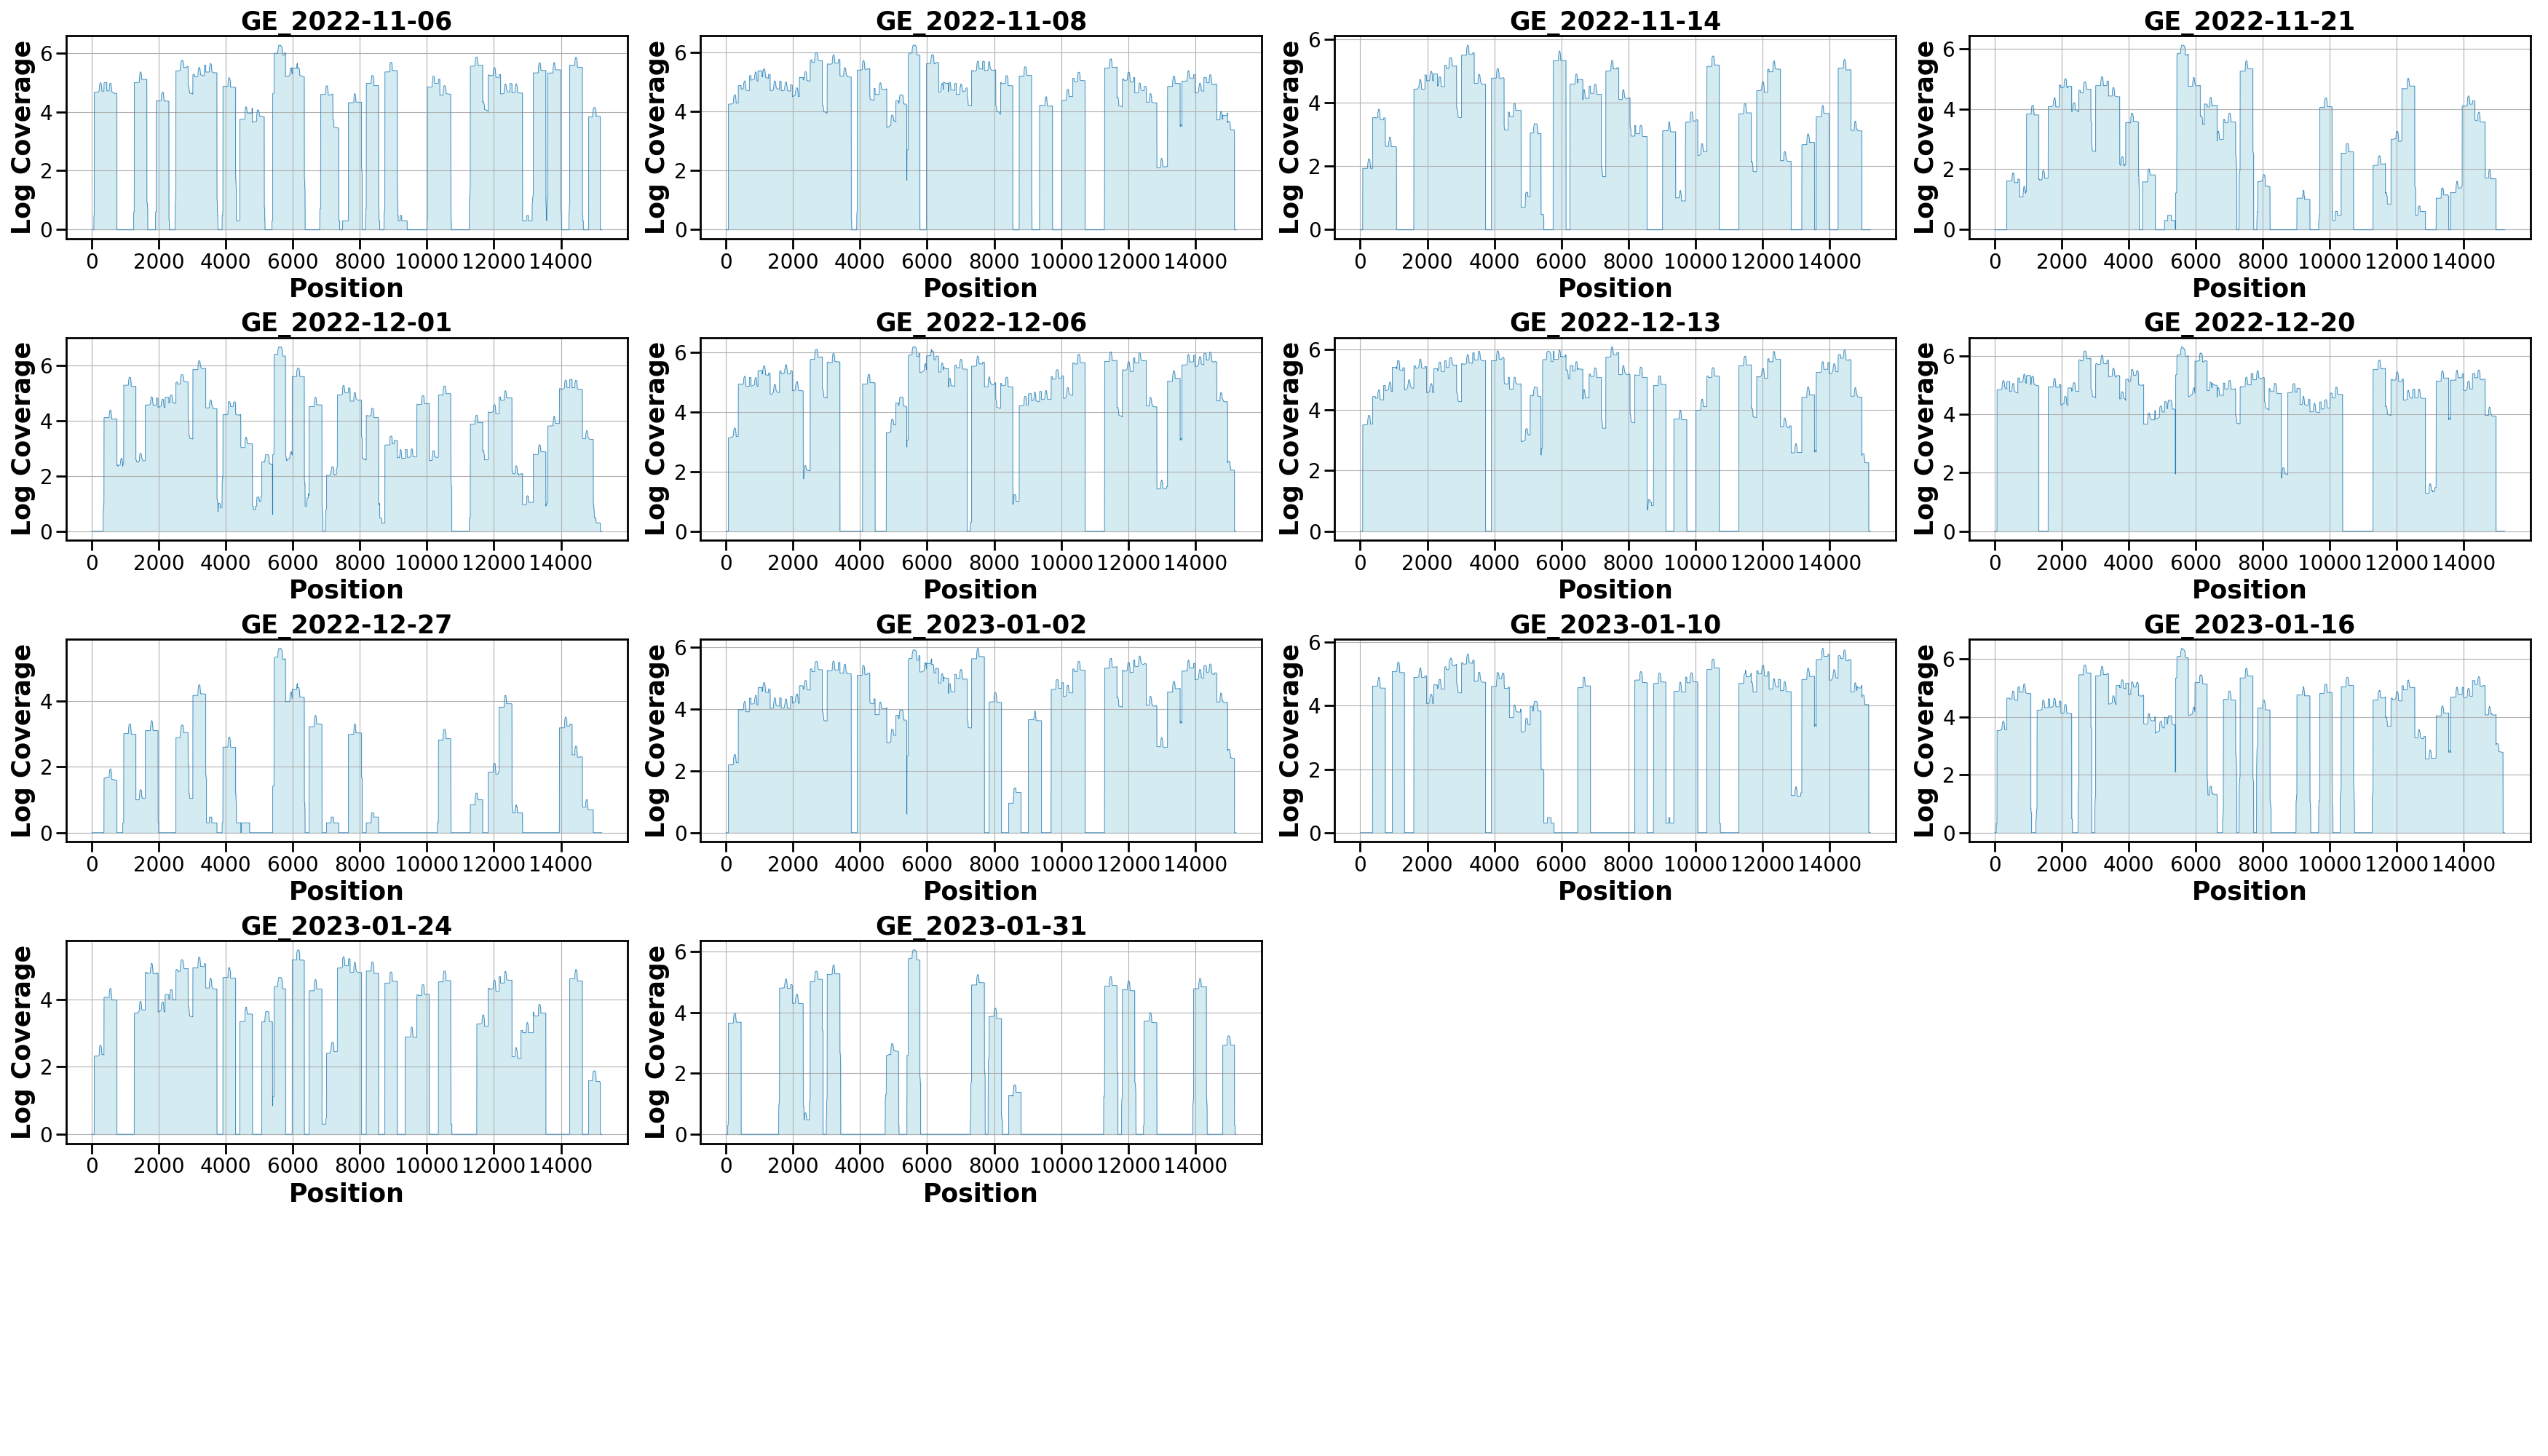 GE_2022-11-06 GE_2022-11-08 GE_2022-11-14 GE_2022-11-21
Log Coverage Log Coverage Log Coverage Log Coverage
6 6 6 6
4 4 4 4
2 2 2 2
0 0 0 0
0 2000 4000 6000 8000 10000 12000 14000 0 2000 4000 6000 8000 10000 12000 14000 0 2000 4000 6000 8000 10000 12000 14000 0 2000 4000 6000 8000 10000 12000 14000
Position Position Position Position
GE_2022-12-01 GE_2022-12-06 GE_2022-12-13 GE_2022-12-20
Log Coverage Log Coverage Log Coverage Log Coverage
6 6 6 6
4 4 4 4
2 2 2 2
0 0 0 0
0 2000 4000 6000 8000 10000 12000 14000 0 2000 4000 6000 8000 10000 12000 14000 0 2000 4000 6000 8000 10000 12000 14000 0 2000 4000 6000 8000 10000 12000 14000
Position Position Position Position
GE_2022-12-27 GE_2023-01-02 GE_2023-01-10 GE_2023-01-16
Log Coverage Log Coverage Log Coverage Log Coverage
6 6 6
4 4 4 4
2 2 2 2
0 0 0 0
0 2000 4000 6000 8000 10000 12000 14000 0 2000 4000 6000 8000 10000 12000 14000 0 2000 4000 6000 8000 10000 12000 14000 0 2000 4000 6000 8000 10000 12000 14000
Position Position Position Position
GE_2023-01-24 GE_2023-01-31
Log Coverage Log Coverage
6
4 4
2 2
0 0
0 2000 4000 6000 8000 10000 12000 14000 0 2000 4000 6000 8000 10000 12000 14000
Position Position